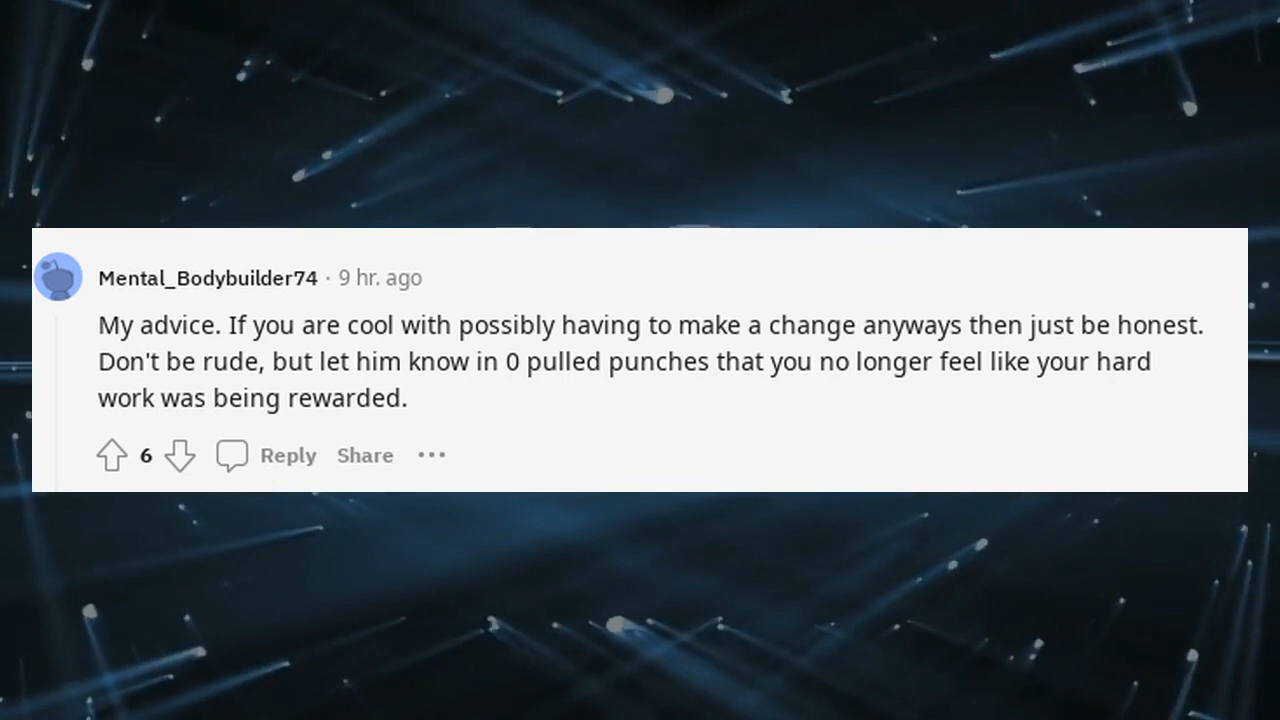 Mental_Bodybuilder74 · 9 hr. ago
My advice. If you are cool with possibly having to make a change anyways then just be honest.
Don't be rude, but let him know in 0 pulled punches that you no longer feel like your hard
work was being rewarded.
6 Reply Share ···